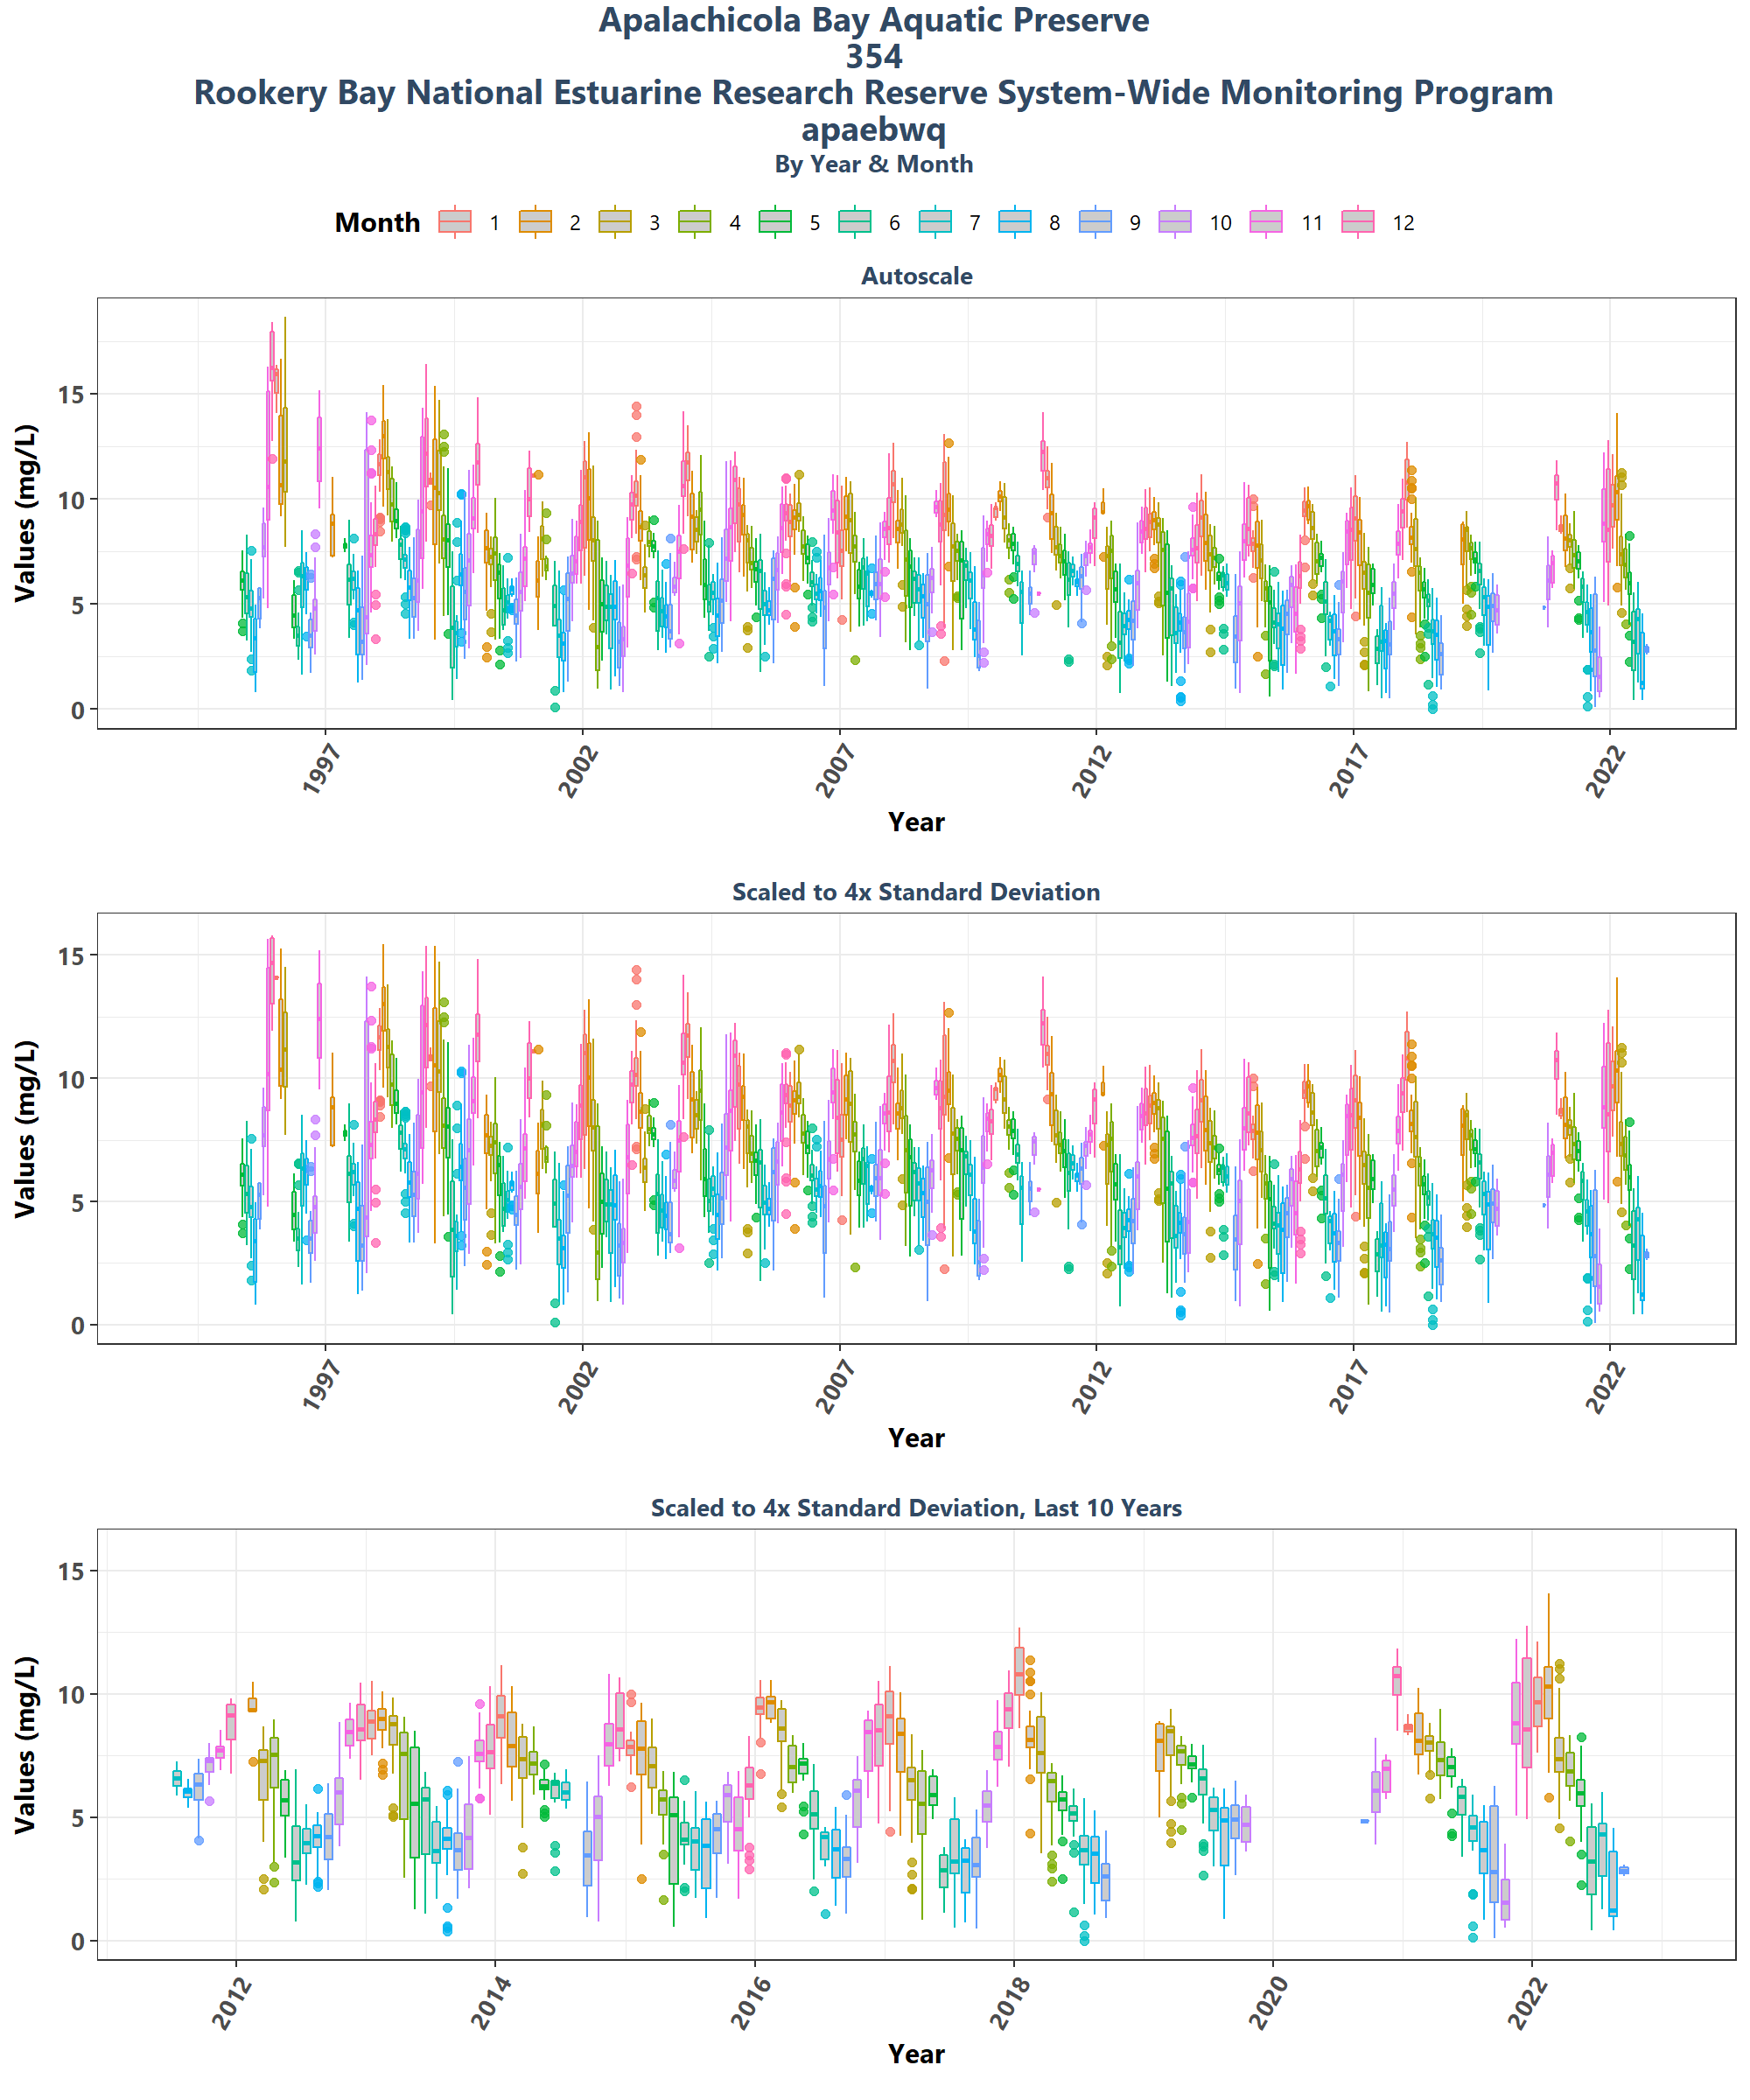 Apalachicola Bay Aquatic Preserve
354
Rookery Bay National Estuarine Research Reserve System-Wide Monitoring Program
apaebwq
By Year & Month
Month 1 2 3 4 5 6 7 8 9 10 11 12
Autoscale
Values (mg/L)
15
10
5
0
1997 2002 2007 2012 2017 2022
Year
Scaled to 4x Standard Deviation
Values (mg/L)
15
10
5
0
1997 2002 2007 2012 2017 2022
Year
Scaled to 4x Standard Deviation, Last 10 Years
Values (mg/L)
15
10
5
0
2012 2014 2016 2018 2020 2022
Year